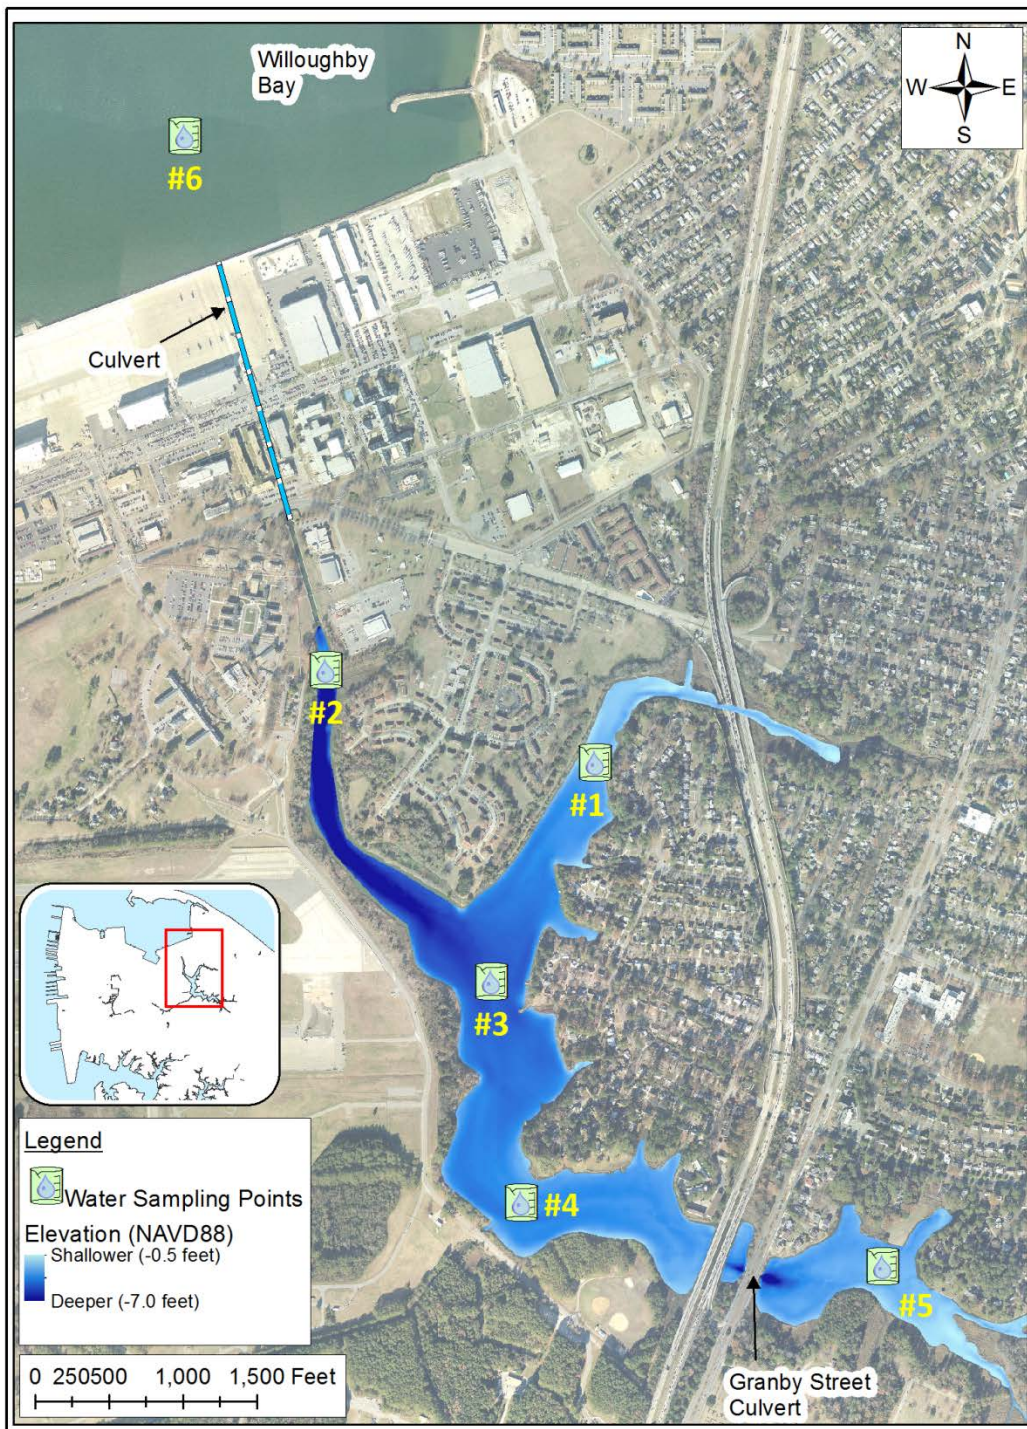 Willoughby
Bay
N
W E
S
#6
Culvert
#2
#1
#3
#4
#5
Legend
Water Sampling Points
Elevation (NAVD88)
Shallower (-0.5 feet)
Deeper (-7.0 feet)
0 250500 1,000 1,500 Feet
Granby Street
Culvert